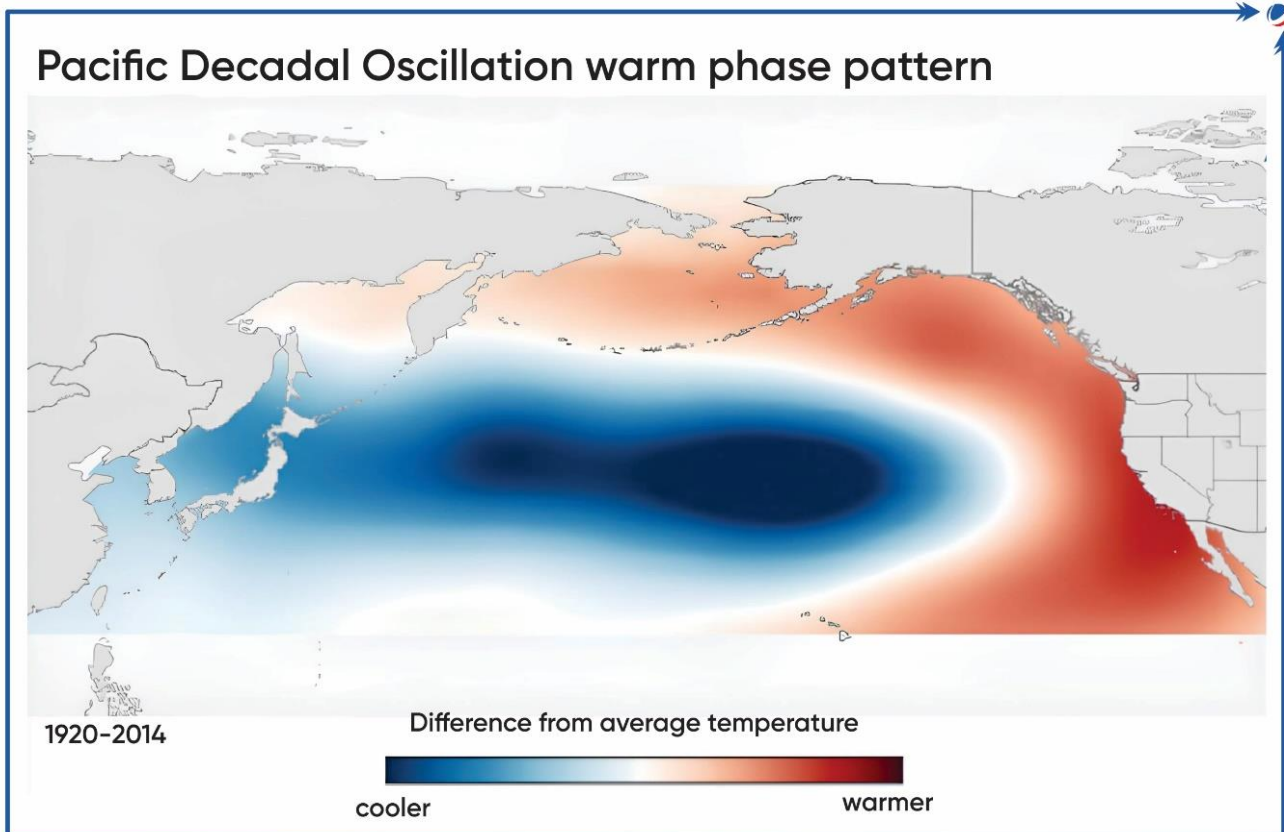 Pacific Decadal Oscillation warm phase pattern
1920-2014
Difference from average temperature
cooler
warmer